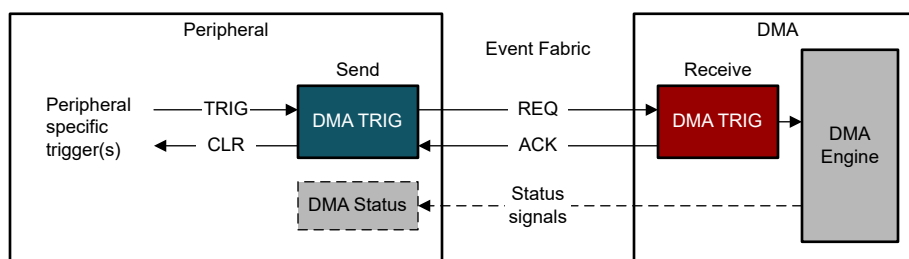 Peripheral
Event Fabric
DMA
Send
Receive
Peripheral
specific
trigger(s)
TRIG
CLR
DMA TRIG
REQ
ACK
DMA TRIG
DMA
Engine
DMA Status
Status
signals